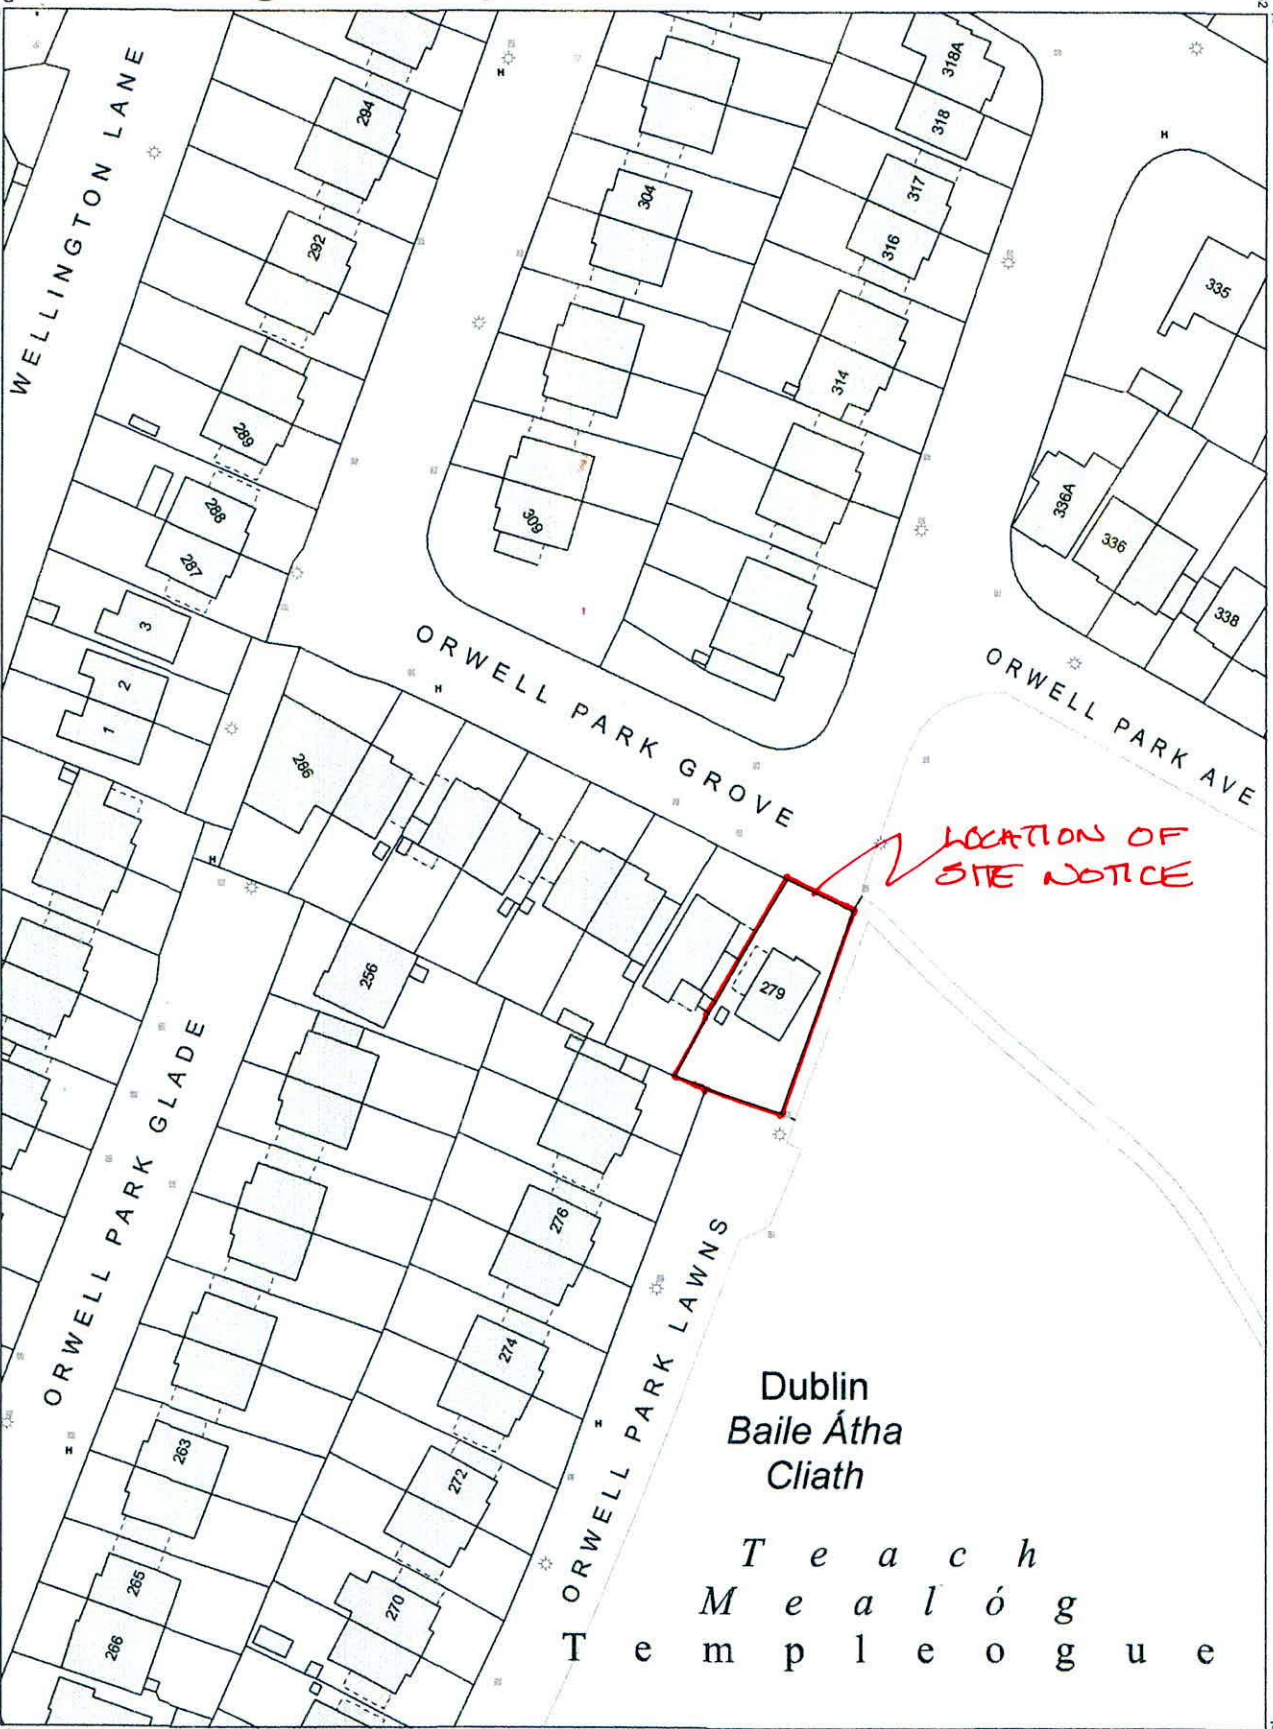 318A
294
318
WELLINGTON LANE
317
304
316
292
335
314
289
336A
288
309
336
287
338
3
ORWELL PARK GROVE
2
ORWELL PARK AVE
1
286
LOCATION OF
SITE NOTICE
256
279
ORWELL PARK GLADE
276
ORWELL PARK LAWNS
274
Dublin
Baile Átha
Cliath
263
272
Teach
Mealóg
Templeogue
265
270
266
H
H
H
H
H
H